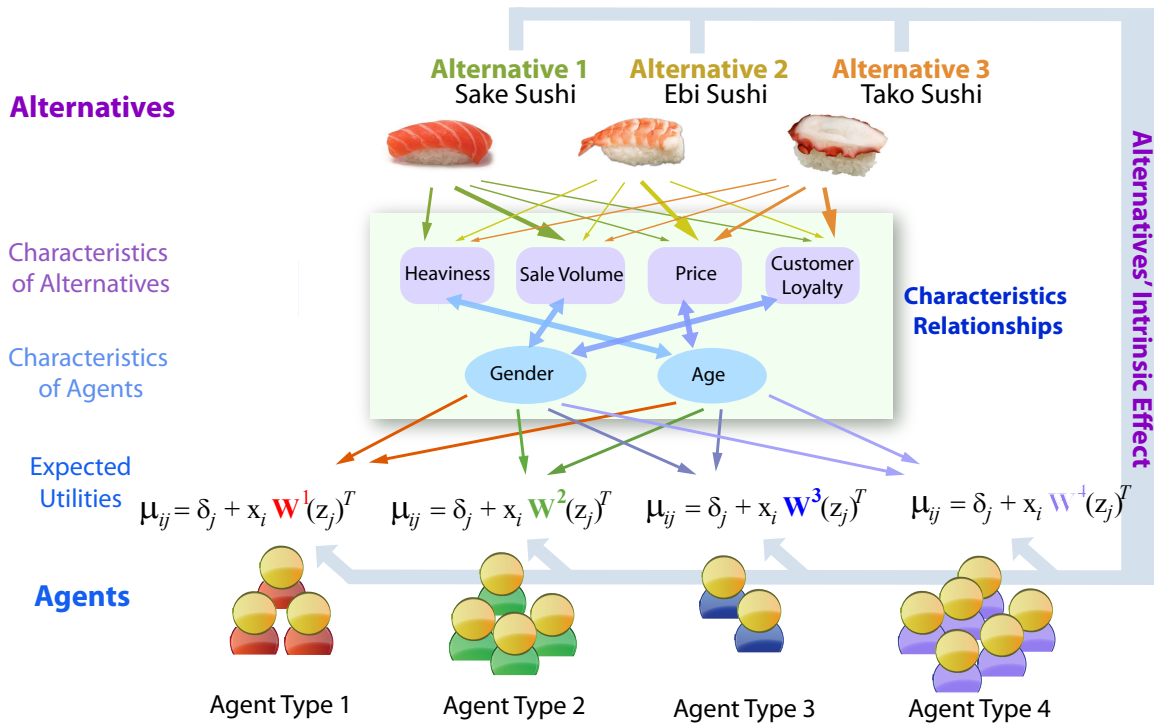 Alternative 1
Sake Sushi
Alternative 2
Ebi Sushi
Alternative 3
Tako Sushi
Alternatives
Alternatives' Intrinsic Effect
Characteristics
of Alternatives
Heaviness
Sale Volume
Price
Customer
Loyalty
Characteristics
Relationships
Characteristics
of Agents
Gender
Age
Expected
Utilities
μij = δj + xi W¹(zj)ᵀ
μij = δj + xi W²(zj)ᵀ
μij = δj + xi W³(zj)ᵀ
μij = δj + xi W⁴(zj)ᵀ
Agents
Agent Type 1
Agent Type 2
Agent Type 3
Agent Type 4